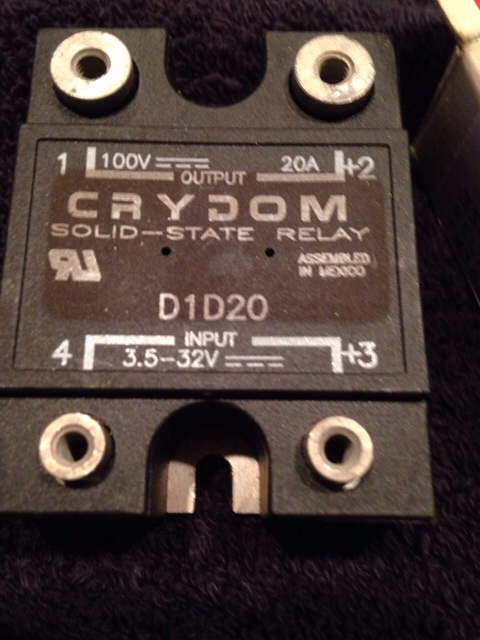 1 100V ⎓ 20A +2
OUTPUT
CRYDOM
SOLID-STATE RELAY
RU ASSEMBLED
IN MEXICO
D1D20
INPUT
4 3.5-32V ⎓ +3